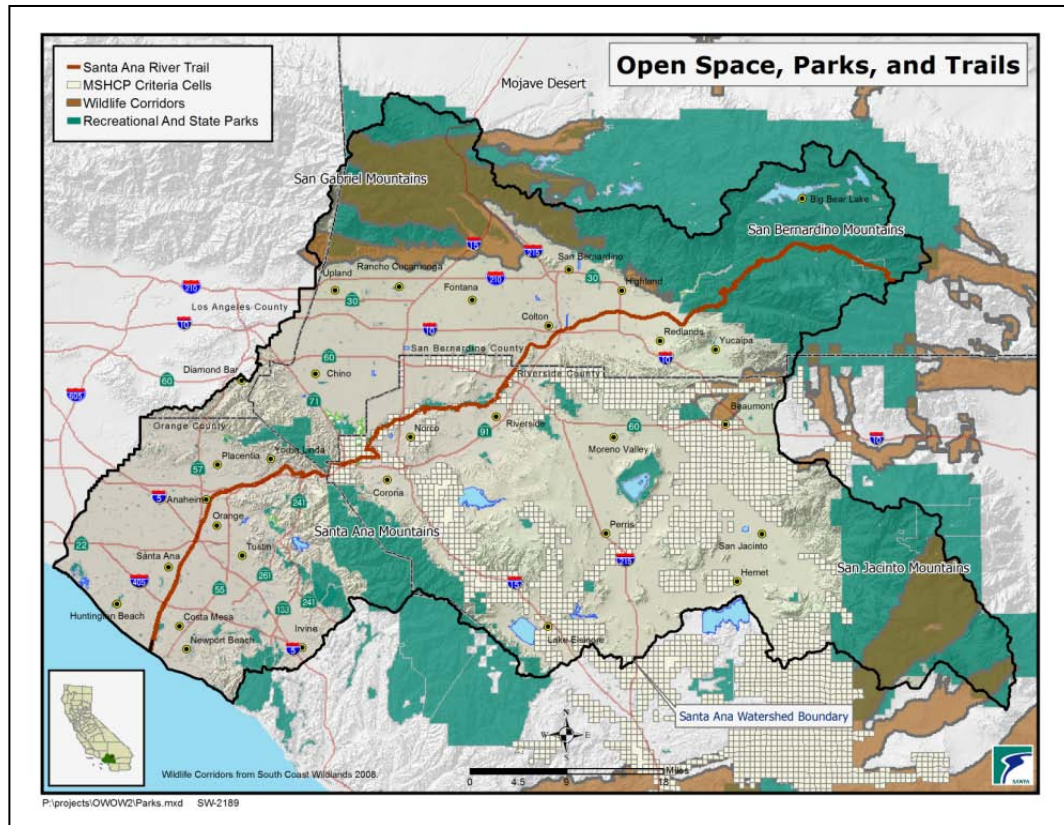 Open Space, Parks, and Trails
Santa Ana River Trail
MSHCP Criteria Cells
Wildlife Corridors
Recreational And State Parks
Mojave Desert
San Gabriel Mountains
Big Bear Lake
San Bernardino Mountains
15
215
San Bernardino
Rancho Cucamonga
Upland
210
30
Highland
210
Fontana
30
Los Angeles County
10
10
Colton
Redlands
10
Yucaipa
San Bernardino County
60
Diamond Bar
60
Chino
Riverside County
605
71
Beaumont
Orange County
Norco
91
Riverside
60
10
Moreno Valley
57
Placentia
Yorba Linda
Corona
5
Anaheim
241
Orange
Santa Ana Mountains
Perris
San Jacinto
22
Santa Ana
Tustin
215
405
261
15
Hemet
San Jacinto Mountains
55
Huntington Beach
133
241
Costa Mesa
Irvine
Lake Elsinore
Newport Beach
5
Santa Ana Watershed Boundary
N
W
E
S
0
4.5
9
18
Miles
Wildlife Corridors from South Coast Wildlands 2008.
P:\projects\OWOW2\Parks.mxd SW-2189